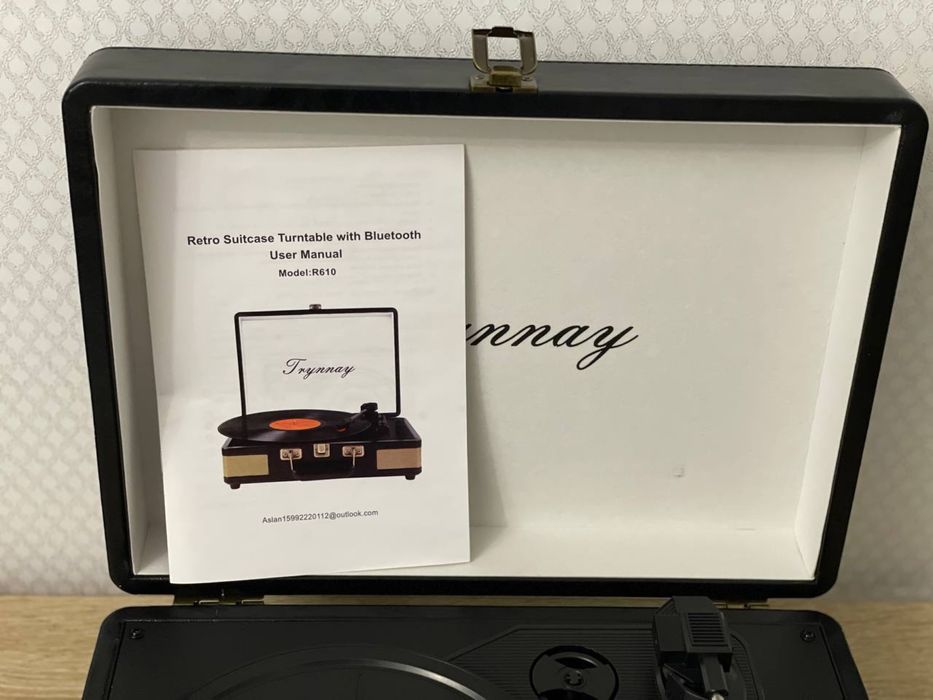 Retro Suitcase Turntable with Bluetooth
User Manual
Model:R610
Trynnay
Aslan15992220112@outlook.com
ynnay